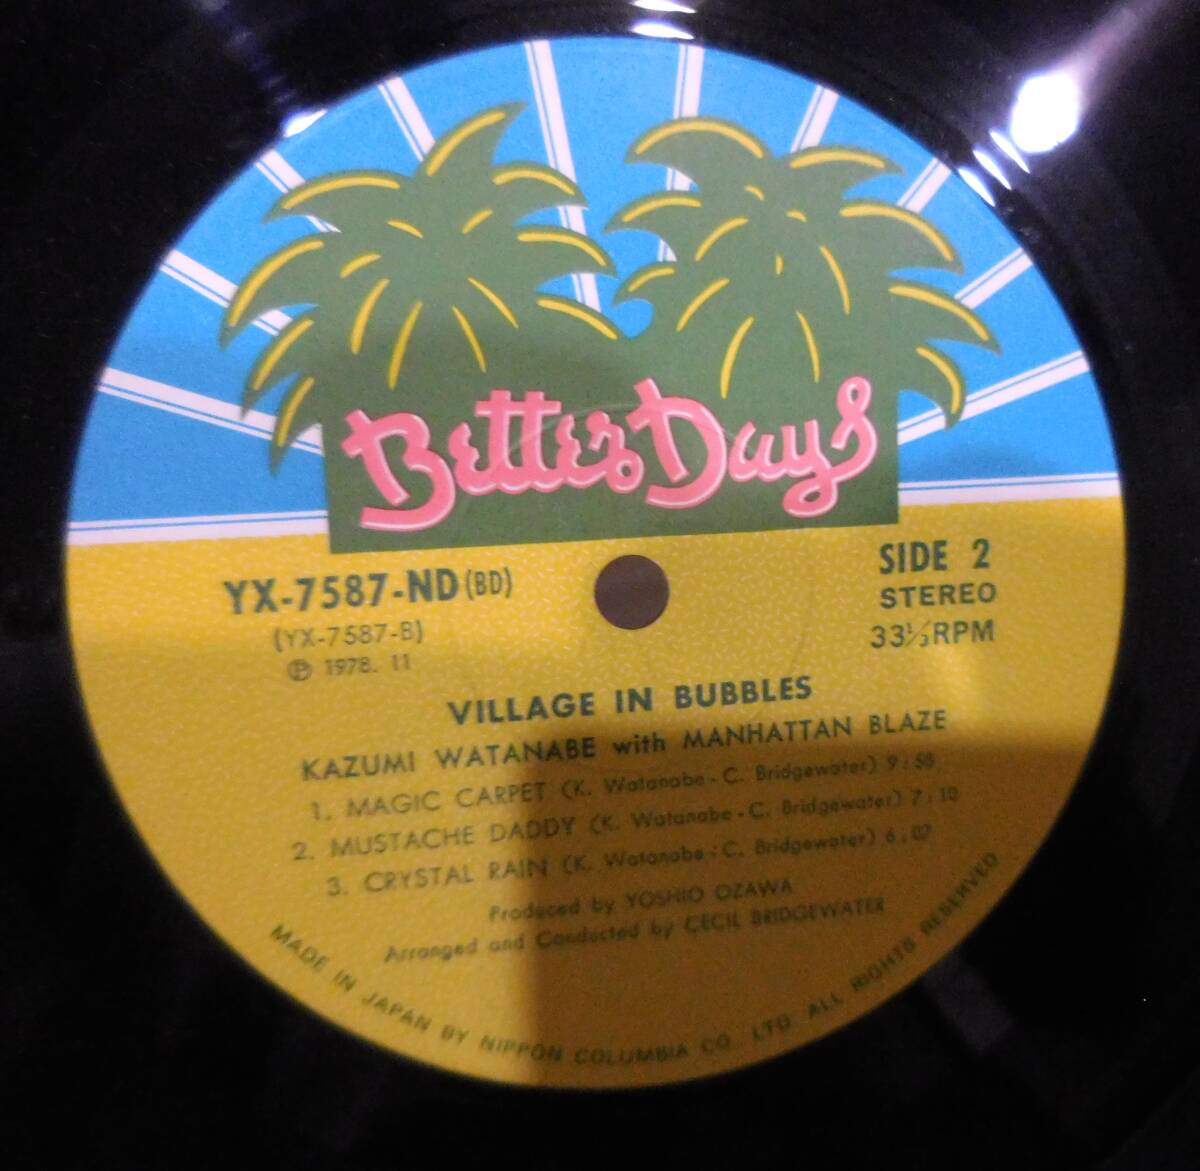 Better Days
YX-7587-ND(BD)
(YX-7587-B)
Ⓟ 1978. 11
SIDE 2
STEREO
33⅓RPM
VILLAGE IN BUBBLES
KAZUMI WATANABE with MANHATTAN BLAZE
1. MAGIC CARPET (K. Watanabe - C. Bridgewater) 9:58
2. MUSTACHE DADDY (K. Watanabe - C. Bridgewater) 7:10
3. CRYSTAL RAIN (K. Watanabe - C. Bridgewater) 6:07
Produced by YOSHIO OZAWA
Arranged and Conducted by CECIL BRIDGEWATER
MADE IN JAPAN BY NIPPON COLUMBIA CO., LTD ALL RIGHTS RESERVED